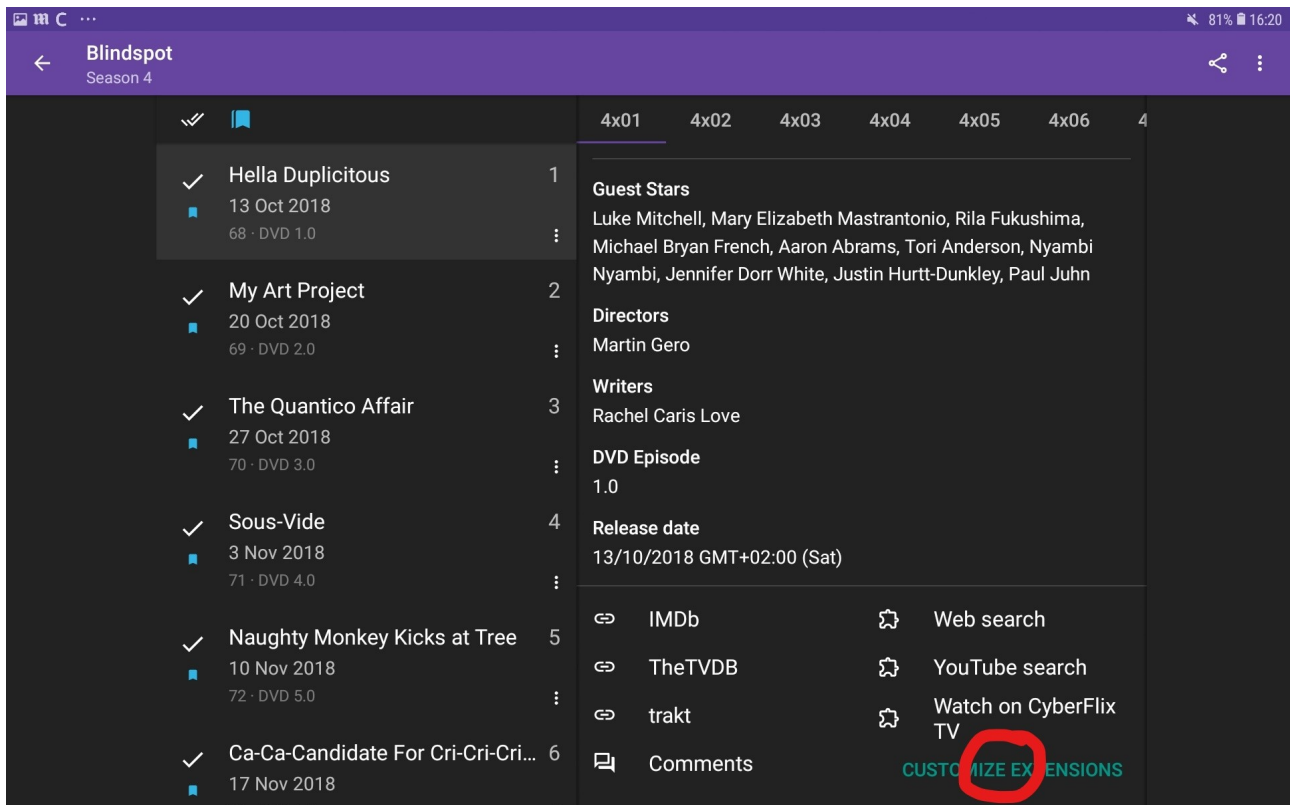 81% 16:20
Blindspot
Season 4
4x01 4x02 4x03 4x04 4x05 4x06 4
Hella Duplicitous 1
13 Oct 2018
68 · DVD 1.0
My Art Project 2
20 Oct 2018
69 · DVD 2.0
The Quantico Affair 3
27 Oct 2018
70 · DVD 3.0
Sous-Vide 4
3 Nov 2018
71 · DVD 4.0
Naughty Monkey Kicks at Tree 5
10 Nov 2018
72 · DVD 5.0
Ca-Ca-Candidate For Cri-Cri-Cri... 6
17 Nov 2018
Guest Stars
Luke Mitchell, Mary Elizabeth Mastrantonio, Rila Fukushima,
Michael Bryan French, Aaron Abrams, Tori Anderson, Nyambi
Nyambi, Jennifer Dorr White, Justin Hurtt-Dunkley, Paul Juhn
Directors
Martin Gero
Writers
Rachel Caris Love
DVD Episode
1.0
Release date
13/10/2018 GMT+02:00 (Sat)
IMDb
TheTVDB
trakt
Comments
Web search
YouTube search
Watch on CyberFlix
TV
CUSTOMIZE EXTENSIONS